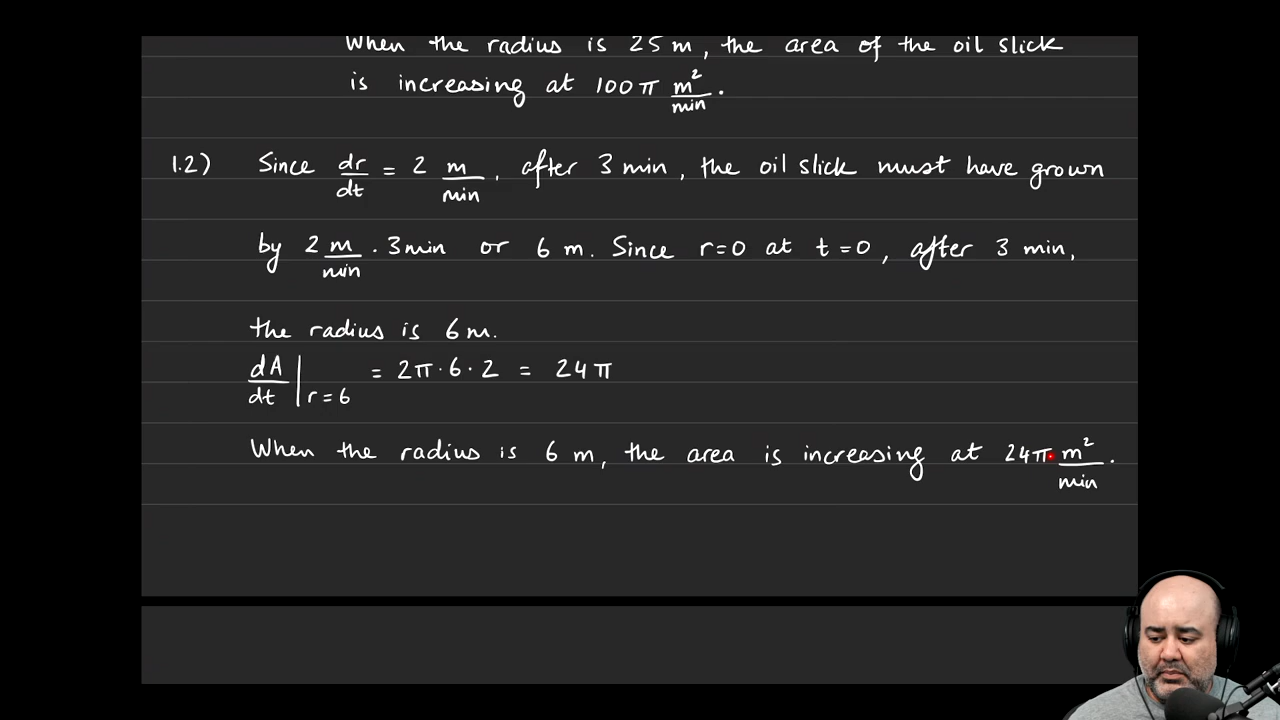 When the radius is 25 m, the area of the oil slick
is increasing at 100π m²/min.
1.2) Since dr/dt = 2 m/min, after 3 min, the oil slick must have grown
by 2 m/min · 3min or 6 m. Since r=0 at t=0, after 3 min,
the radius is 6m.
dA/dt | r=6 = 2π·6·2 = 24π
When the radius is 6 m, the area is increasing at 24π m²/min.